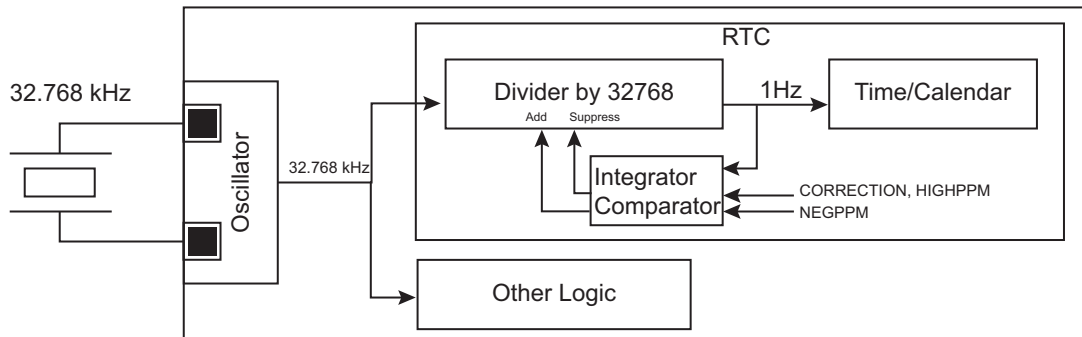 RTC
32.768 kHz
Divider by 32768
Add Suppress
1Hz
Time/Calendar
Oscillator
32.768 kHz
Integrator
Comparator
CORRECTION, HIGHPPM
NEGPPM
Other Logic